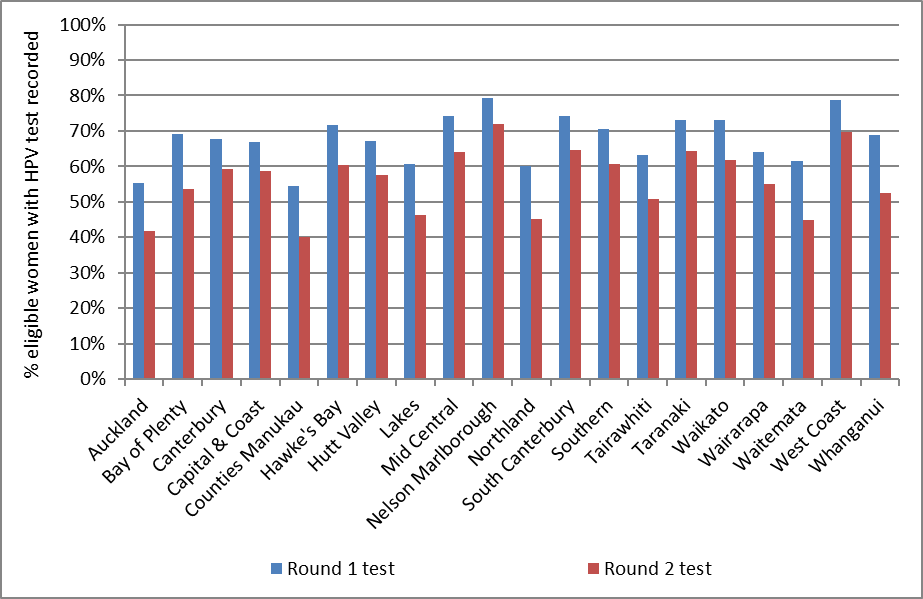 % eligible women with HPV test recorded
100%
90%
80%
70%
60%
50%
40%
30%
20%
10%
0%
Auckland
Bay of Plenty
Canterbury
Capital & Coast
Counties Manukau
Hawke's Bay
Hutt Valley
Lakes
Mid Central
Nelson Marlborough
Northland
South Canterbury
Southern
Tairawhiti
Taranaki
Waikato
Wairarapa
Waitemata
West Coast
Whanganui
Round 1 test
Round 2 test